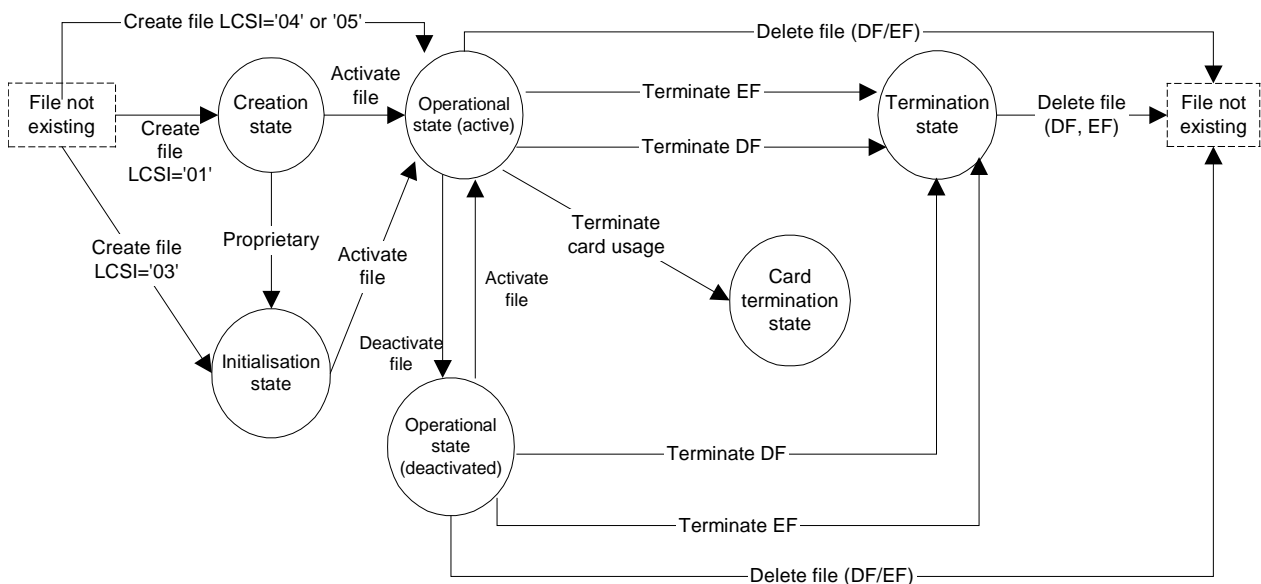 Create file LCSI='04' or '05'
Delete file (DF/EF)
File not
existing
Creation
state
Activate
file
Operational
state (active)
Terminate EF
Termination
state
Delete file
(DF, EF)
File not
existing
Create
file
LCSI='01'
Terminate DF
Create file
LCSI='03'
Proprietary
Activate
file
Activate
file
Terminate
card usage
Card
termination
state
Initialisation
state
Deactivate
file
Operational
state
(deactivated)
Terminate DF
Terminate EF
Delete file (DF/EF)